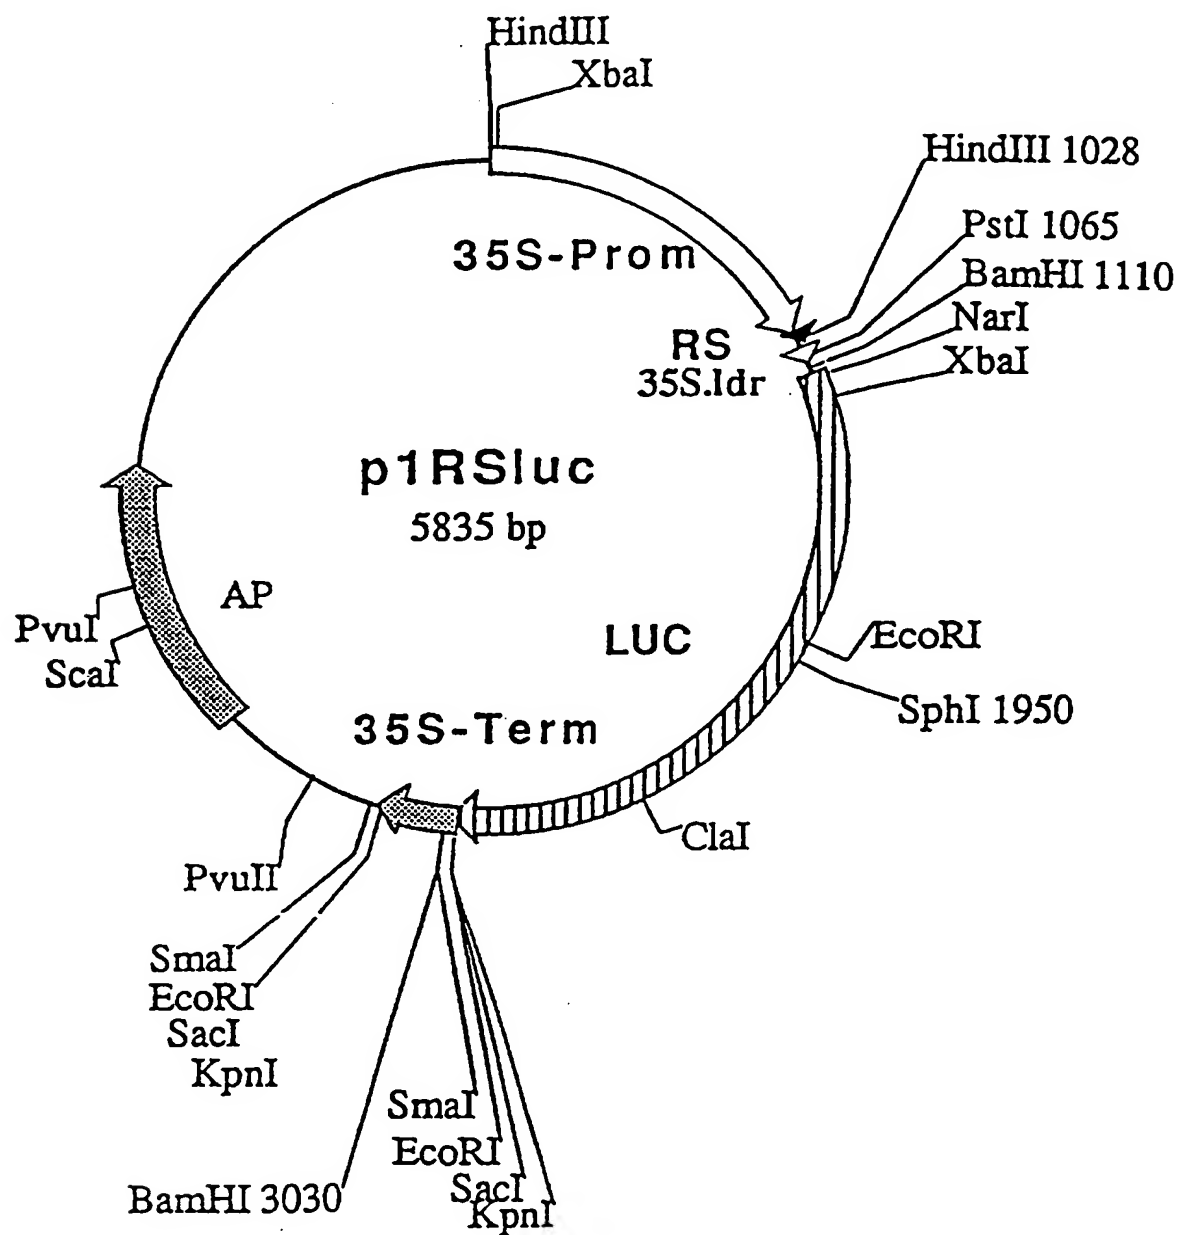 HindIII
XbaI
HindIII 1028
PstI 1065
BamHI 1110
NarI
XbaI
35S-Prom
RS
35S.ldr
p1RSluc
5835 bp
AP
PvuI
ScaI
LUC
EcoRI
SphI 1950
35S-Term
ClaI
PvuII
SmaI
EcoRI
SacI
KpnI
SmaI
EcoRI
SacI
KpnI
BamHI 3030